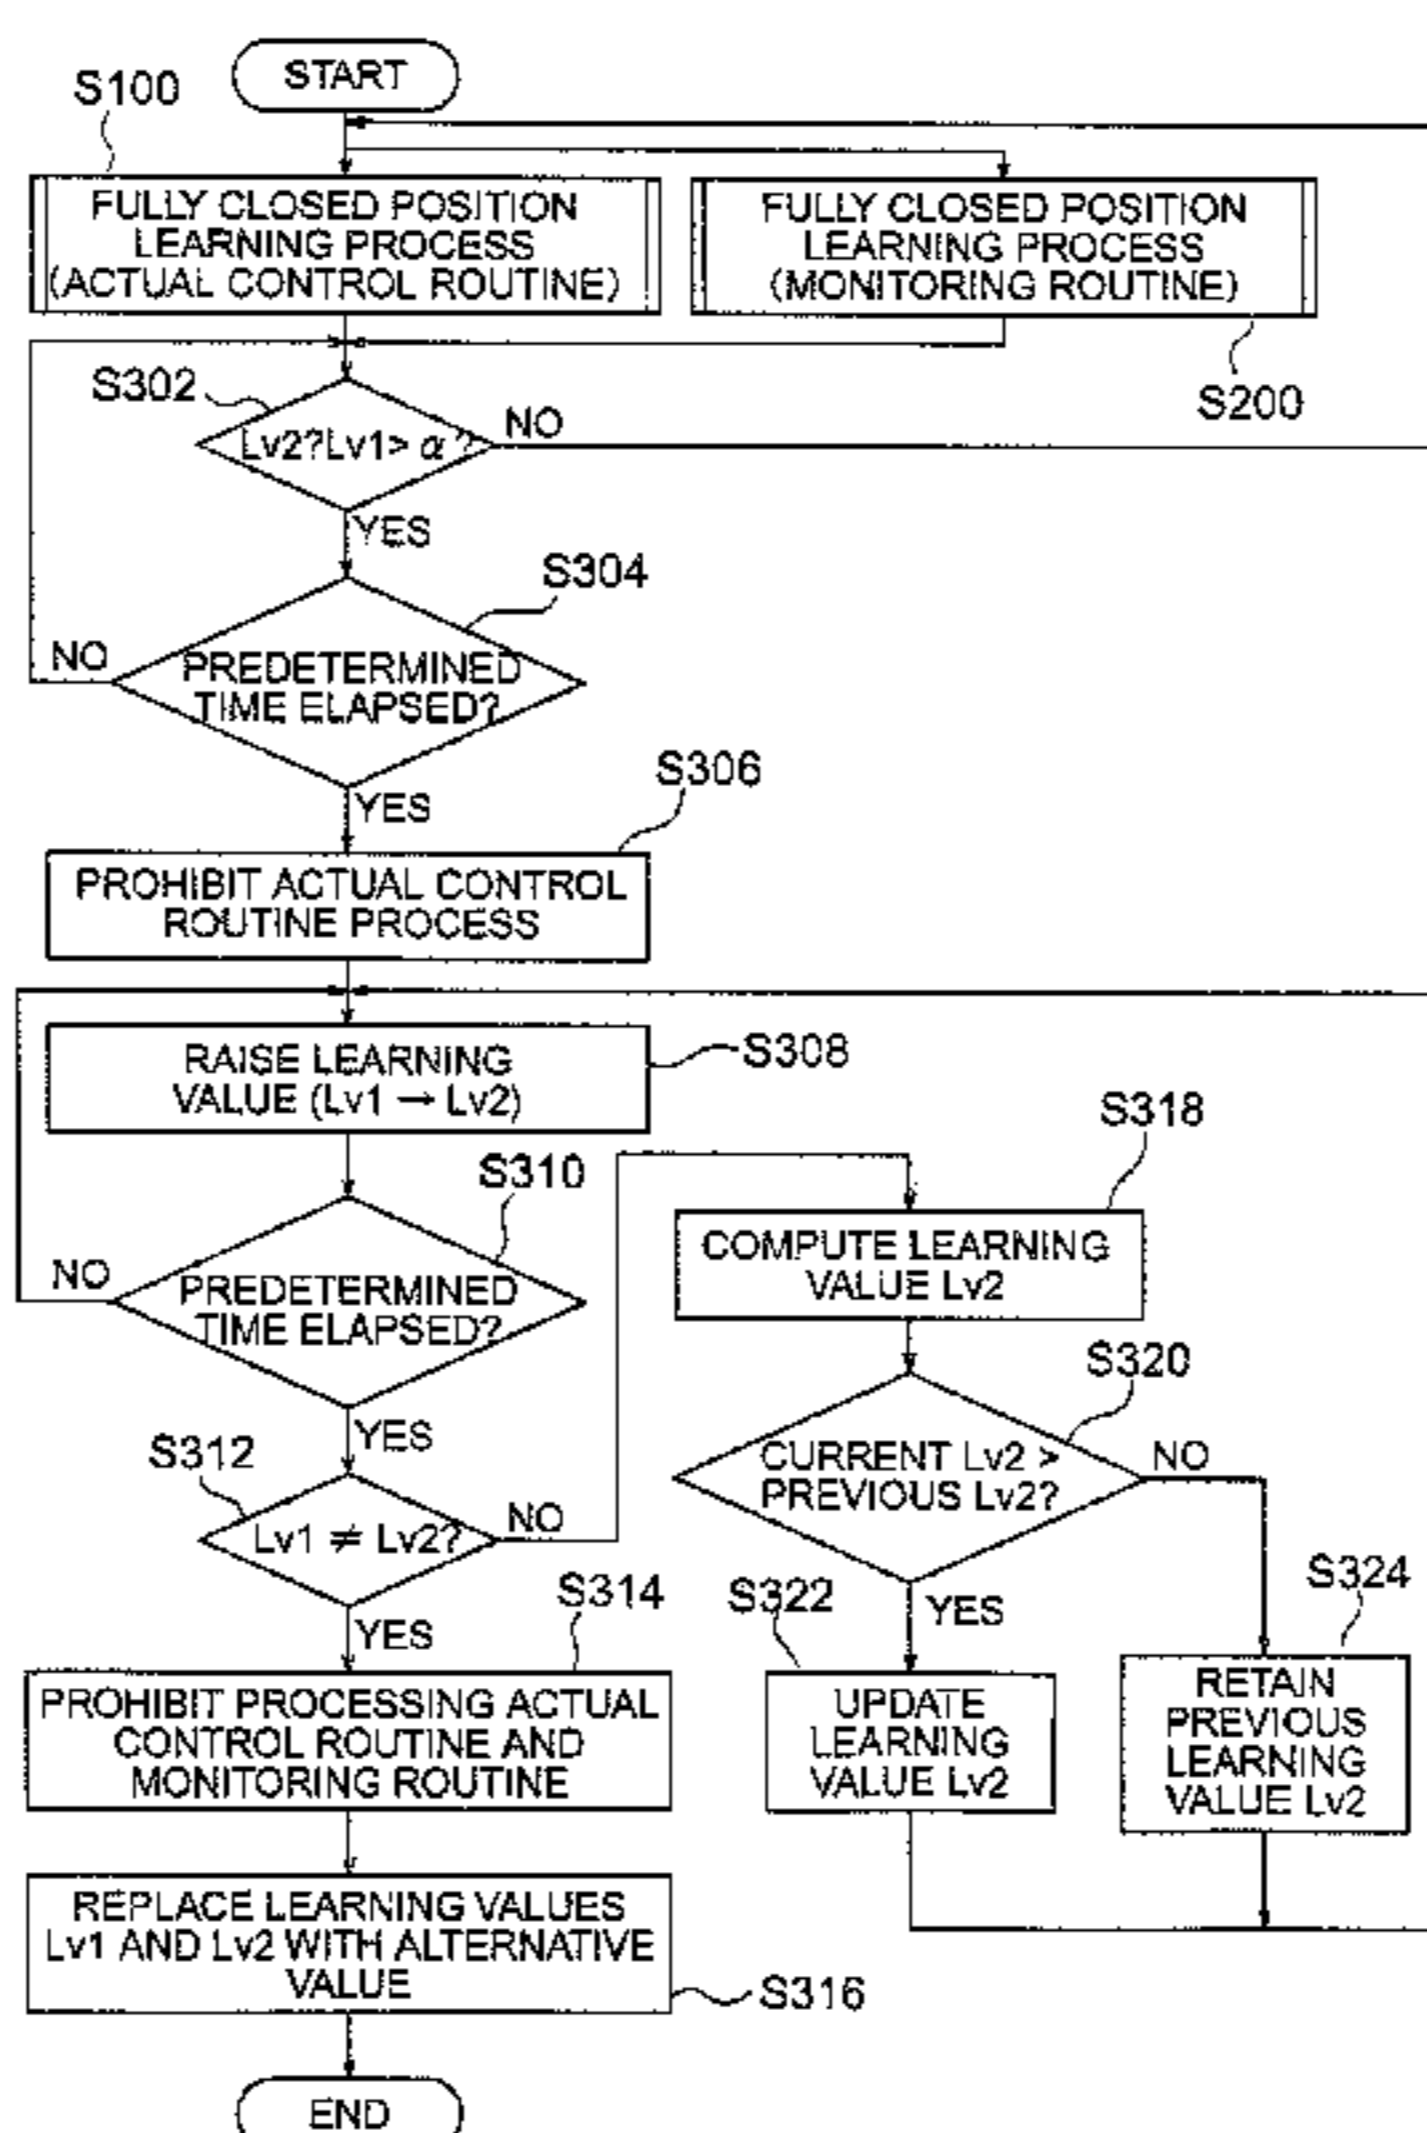 START
S100
FULLY CLOSED POSITION
LEARNING PROCESS
(ACTUAL CONTROL ROUTINE)
FULLY CLOSED POSITION
LEARNING PROCESS
(MONITORING ROUTINE)
S200
S302
Lv2?Lv1> α ?
NO
YES
S304
NO
PREDETERMINED
TIME ELAPSED?
YES
S306
PROHIBIT ACTUAL CONTROL
ROUTINE PROCESS
RAISE LEARNING
VALUE (Lv1 → Lv2)
S308
S310
NO
PREDETERMINED
TIME ELAPSED?
YES
S312
Lv1 ≠ Lv2?
NO
YES
S314
PROHIBIT PROCESSING ACTUAL
CONTROL ROUTINE AND
MONITORING ROUTINE
REPLACE LEARNING VALUES
Lv1 AND Lv2 WITH ALTERNATIVE
VALUE
S316
END
S318
COMPUTE LEARNING
VALUE Lv2
S320
CURRENT Lv2 >
PREVIOUS Lv2?
NO
YES
S322
UPDATE
LEARNING
VALUE Lv2
S324
RETAIN
PREVIOUS
LEARNING
VALUE Lv2